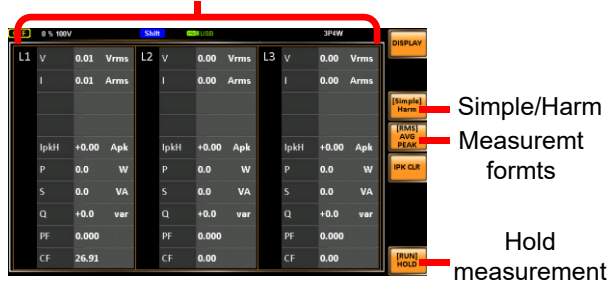 OFF 0 % 100V Shift USB 3P4W
DISPLAY
L1 V 0.01 Vrms L2 V 0.00 Vrms L3 V 0.00 Vrms
I 0.01 Arms I 0.00 Arms I 0.00 Arms
[Simple]
Harm
Simple/Harm
[RMS]
AVG
PEAK
Measuremt
formts
IpkH +0.00 Apk IpkH +0.00 Apk IpkH +0.00 Apk
P 0.0 W P 0.0 W P 0.0 W
IPK CLR
S 0.0 VA S 0.0 VA S 0.0 VA
Q +0.0 var Q +0.0 var Q +0.0 var
PF 0.000 PF 0.000 PF 0.000
CF 26.91 CF 0.00 CF 0.00
[RUN]
HOLD
Hold
measurement